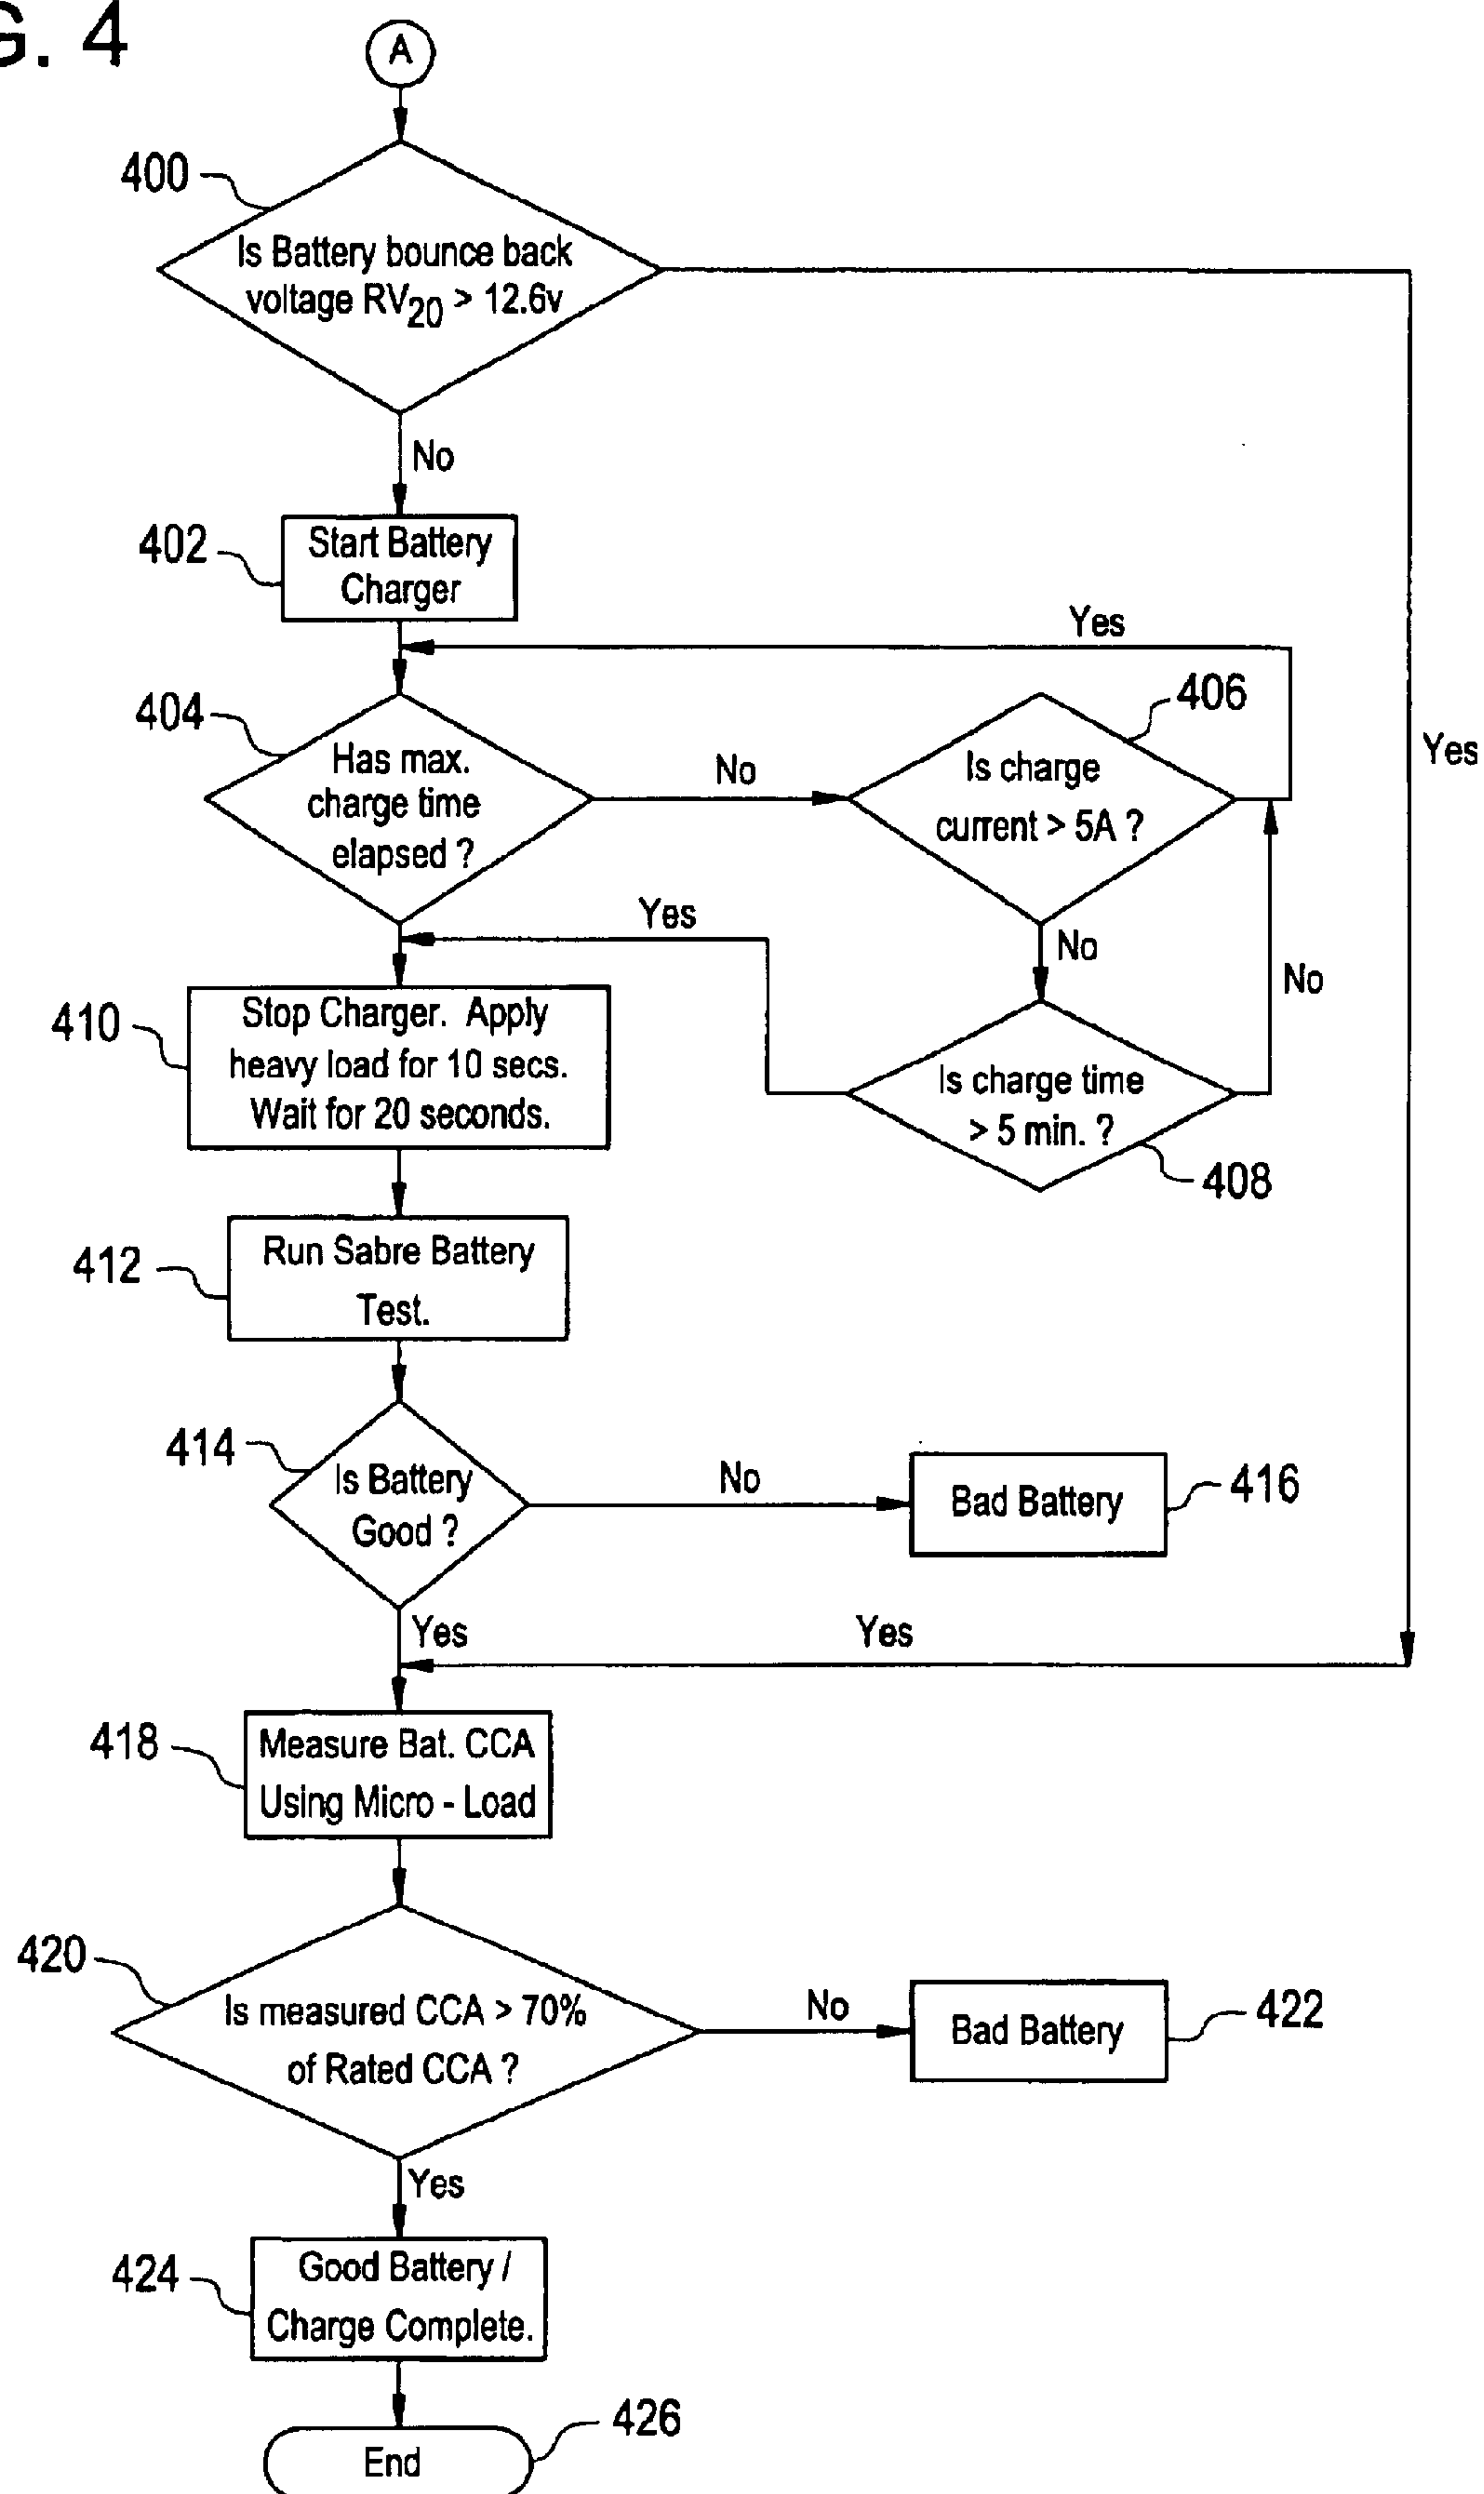 G. 4
A
400
Is Battery bounce back
voltage RV20 > 12.6v
No
402
Start Battery
Charger
Yes
404
Has max.
charge time
elapsed ?
No
406
Is charge
current > 5A ?
Yes
Yes
No
No
410
Stop Charger. Apply
heavy load for 10 secs.
Wait for 20 seconds.
Is charge time
> 5 min. ?
408
412
Run Sabre Battery
Test.
414
Is Battery
Good ?
No
Bad Battery
416
Yes
Yes
418
Measure Bat. CCA
Using Micro - Load
420
Is measured CCA > 70%
of Rated CCA ?
No
Bad Battery
422
Yes
424
Good Battery /
Charge Complete.
426
End